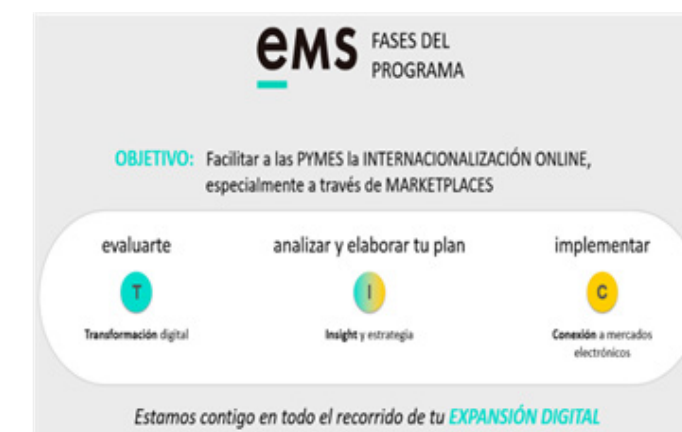 eMS FASES DEL
PROGRAMA
OBJETIVO: Facilitar a las PYMES la INTERNACIONALIZACIÓN ONLINE,
especialmente a través de MARKETPLACES
evaluarte analizar y elaborar tu plan implementar
T I C
Transformación digital Insight y estrategia Conexión a mercados
electrónicos
Estamos contigo en todo el recorrido de tu EXPANSIÓN DIGITAL